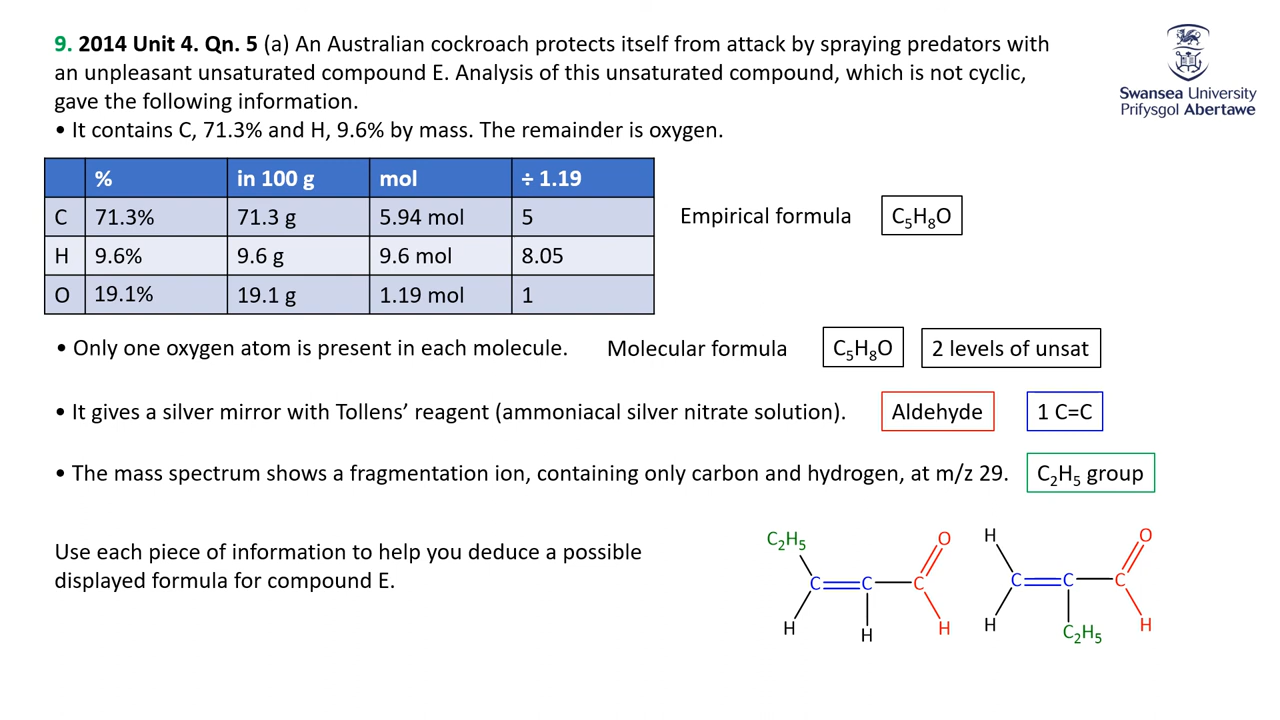 9. 2014 Unit 4. Qn. 5 (a) An Australian cockroach protects itself from attack by spraying predators with
an unpleasant unsaturated compound E. Analysis of this unsaturated compound, which is not cyclic,
gave the following information.
• It contains C, 71.3% and H, 9.6% by mass. The remainder is oxygen.
Swansea University
Prifysgol Abertawe
% in 100 g mol ÷ 1.19
C 71.3% 71.3 g 5.94 mol 5
H 9.6% 9.6 g 9.6 mol 8.05
O 19.1% 19.1 g 1.19 mol 1
Empirical formula C₅H₈O
• Only one oxygen atom is present in each molecule. Molecular formula C₅H₈O 2 levels of unsat
• It gives a silver mirror with Tollens’ reagent (ammoniacal silver nitrate solution). Aldehyde 1 C=C
• The mass spectrum shows a fragmentation ion, containing only carbon and hydrogen, at m/z 29. C₂H₅ group
Use each piece of information to help you deduce a possible
displayed formula for compound E.
C₂H₅ O H O
C C C C C C
H H H H C₂H₅ H